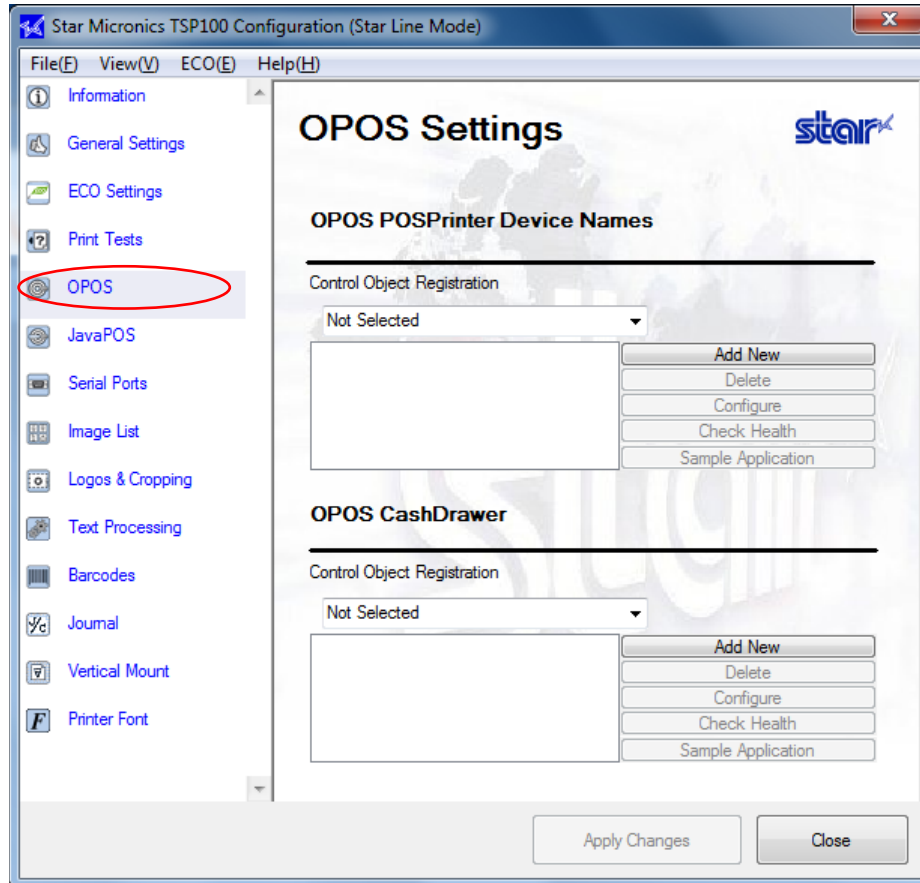 Star Micronics TSP100 Configuration (Star Line Mode)
File(F) View(V) ECO(E) Help(H)
Information
General Settings
ECO Settings
Print Tests
OPOS
JavaPOS
Serial Ports
Image List
Logos & Cropping
Text Processing
Barcodes
Journal
Vertical Mount
Printer Font
OPOS Settings
star
OPOS POSPrinter Device Names
Control Object Registration
Not Selected
Add New
Delete
Configure
Check Health
Sample Application
OPOS CashDrawer
Control Object Registration
Not Selected
Add New
Delete
Configure
Check Health
Sample Application
Apply Changes
Close